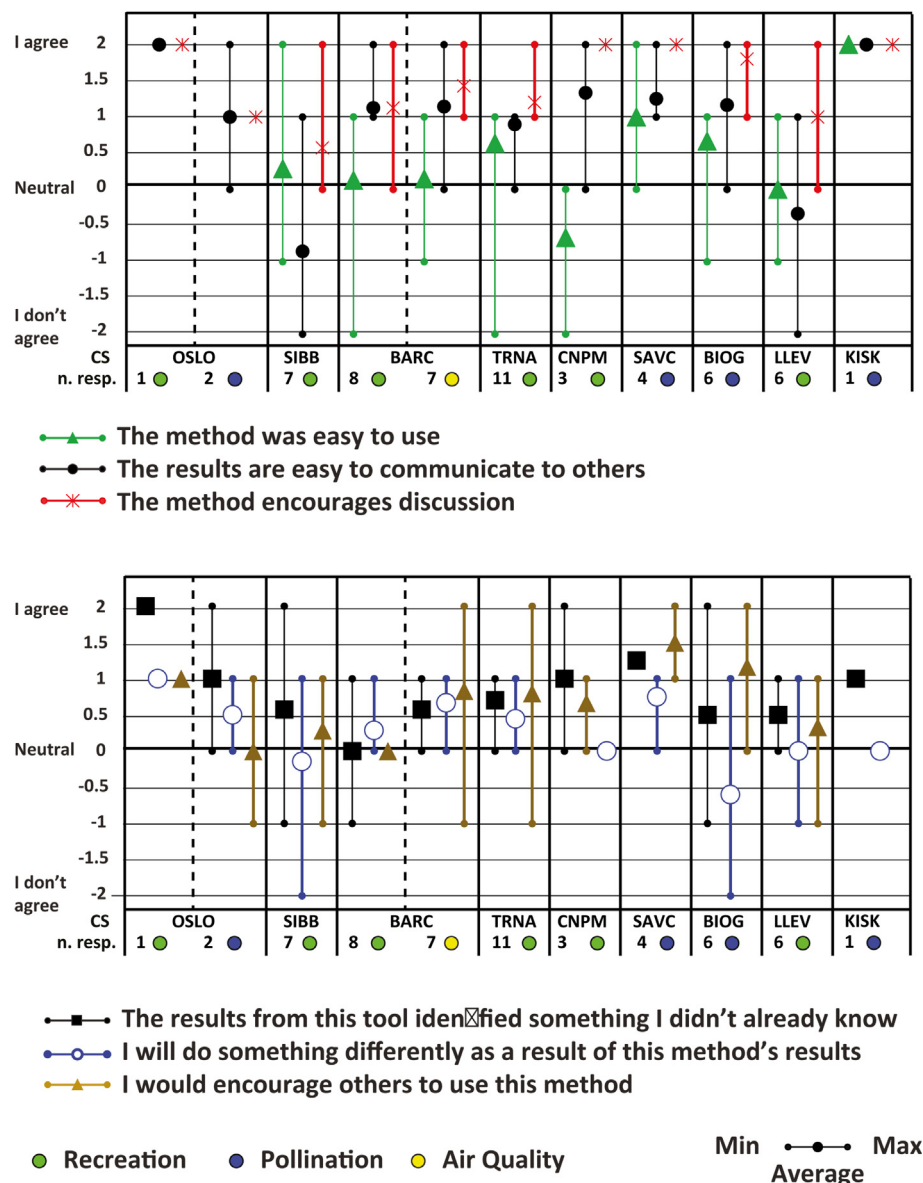 I agree
2
1.5
1
0.5
Neutral
0
-0.5
-1
-1.5
I don't
agree
-2
CS OSLO SIBB BARC TRNA CNPM SAVC BIOG LLEV KISK
n. resp. 1 2 7 8 7 11 3 4 6 6 1
The method was easy to use
The results are easy to communicate to others
The method encourages discussion
I agree
2
1.5
1
0.5
Neutral
0
-0.5
-1
-1.5
I don't
agree
-2
CS OSLO SIBB BARC TRNA CNPM SAVC BIOG LLEV KISK
n. resp. 1 2 7 8 7 11 3 4 6 6 1
The results from this tool iden☒fied something I didn't already know
I will do something differently as a result of this method's results
I would encourage others to use this method
Recreation Pollination Air Quality Min Max
Average